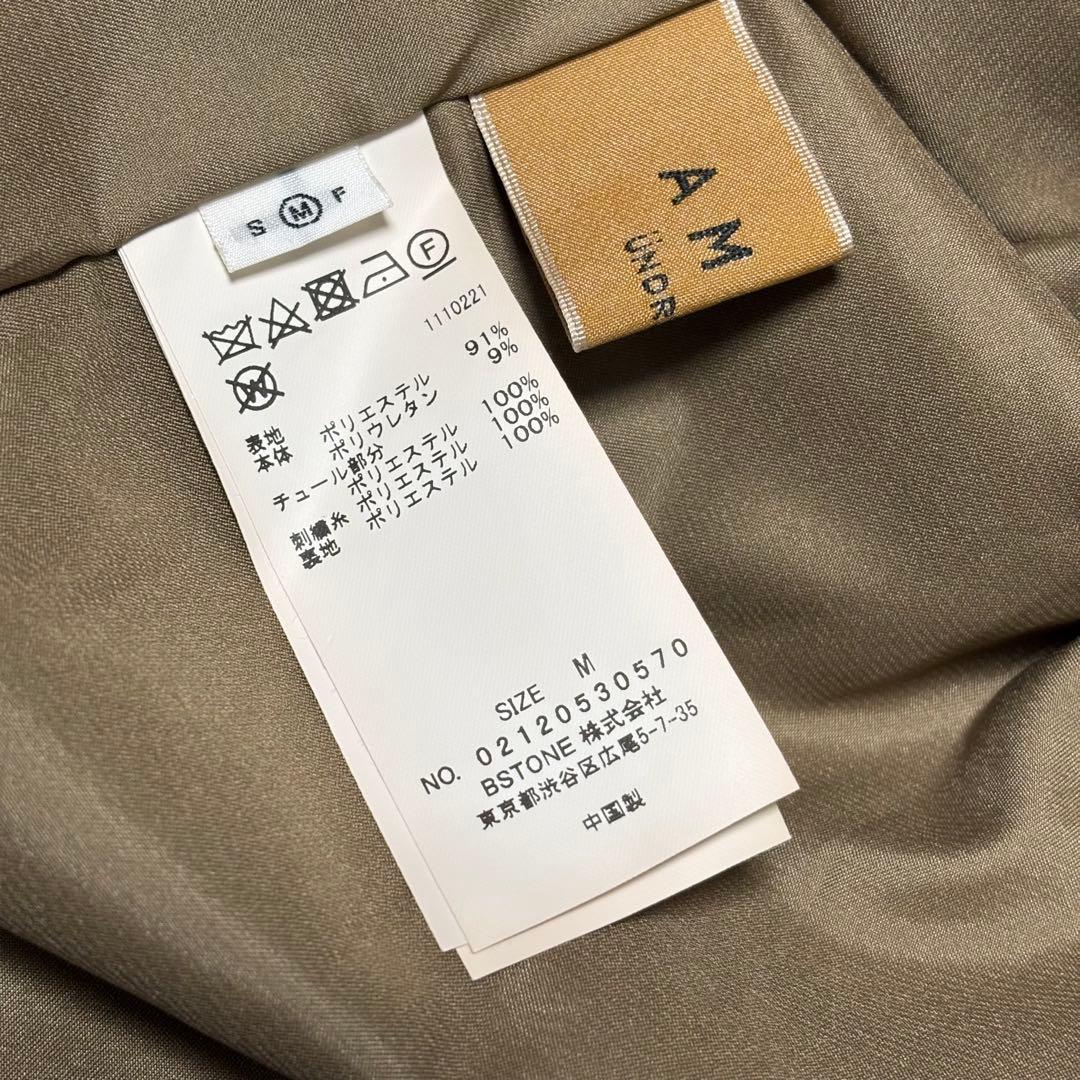 S M F
F
1110221
W
表地
本体 ポリエステル 91%
ポリウレタン 9%
チュール部分
ポリエステル 100%
刺繍糸 ポリエステル 100%
裏地 ポリエステル 100%
SIZE M
NO. 02120530570
BSTONE 株式会社
東京都渋谷区広尾5-7-35
中国製
A M
UNDR